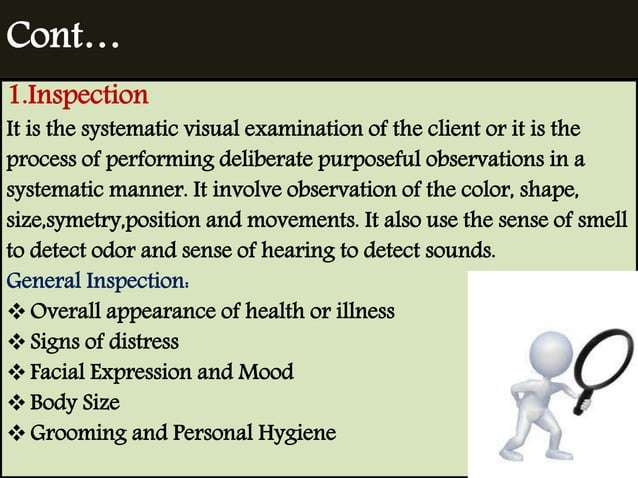 Cont…
1.Inspection
It is the systematic visual examination of the client or it is the
process of performing deliberate purposeful observations in a
systematic manner. It involve observation of the color, shape,
size,symetry,position and movements. It also use the sense of smell
to detect odor and sense of hearing to detect sounds.
General Inspection:
❖ Overall appearance of health or illness
❖ Signs of distress
❖ Facial Expression and Mood
❖ Body Size
❖ Grooming and Personal Hygiene